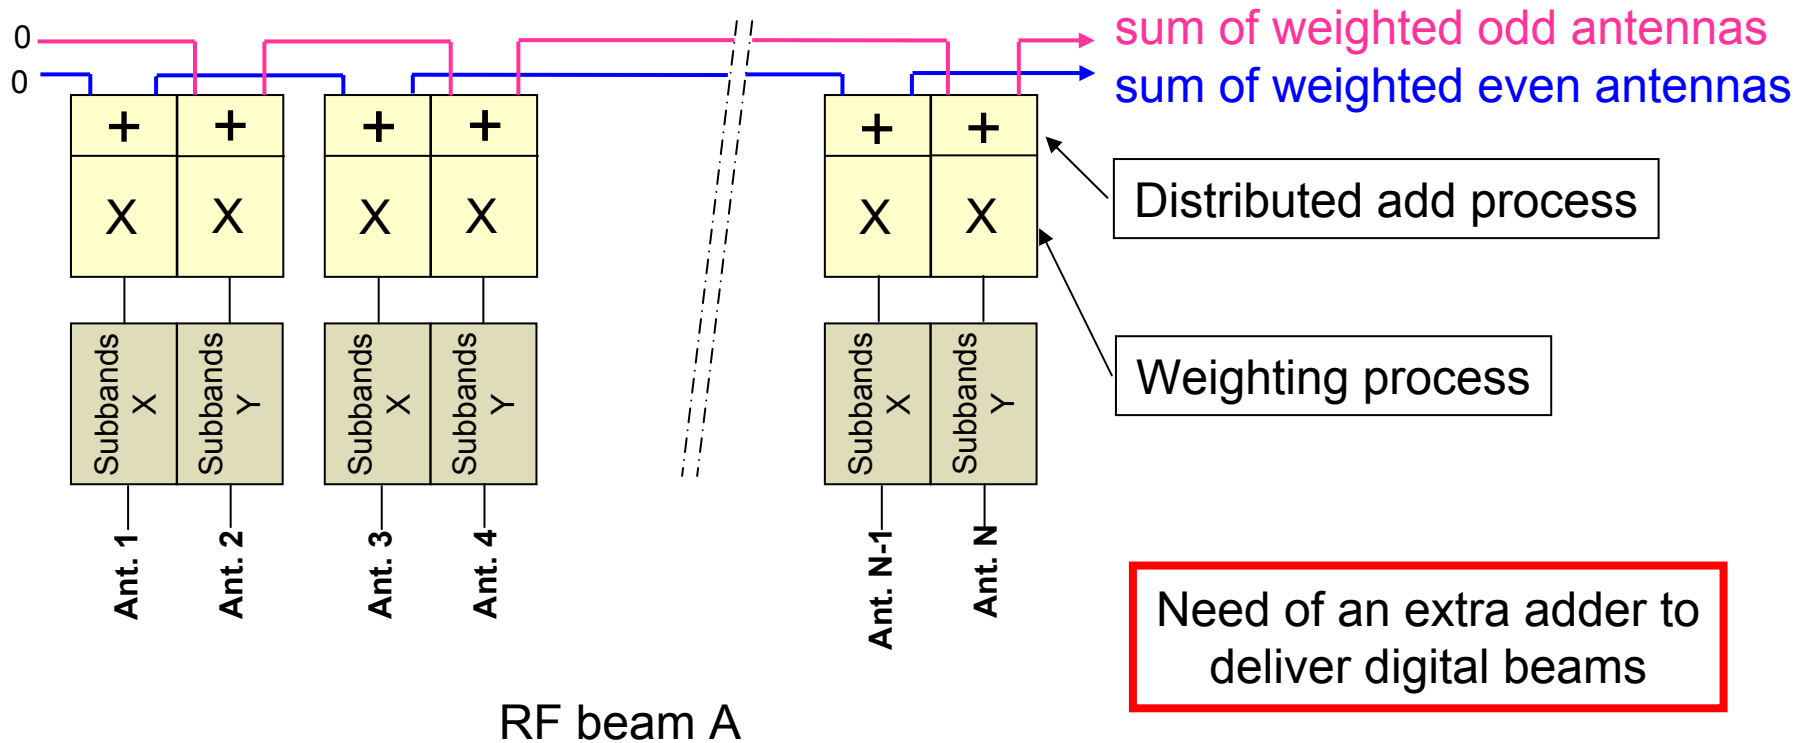 0
sum of weighted odd antennas
0
sum of weighted even antennas
+ + + + + +
X X X X X X
Distributed add process
Weighting process
Subbands
X
Subbands
Y
Subbands
X
Subbands
Y
Subbands
X
Subbands
Y
Ant. 1
Ant. 2
Ant. 3
Ant. 4
Ant. N-1
Ant. N
Need of an extra adder to
deliver digital beams
RF beam A